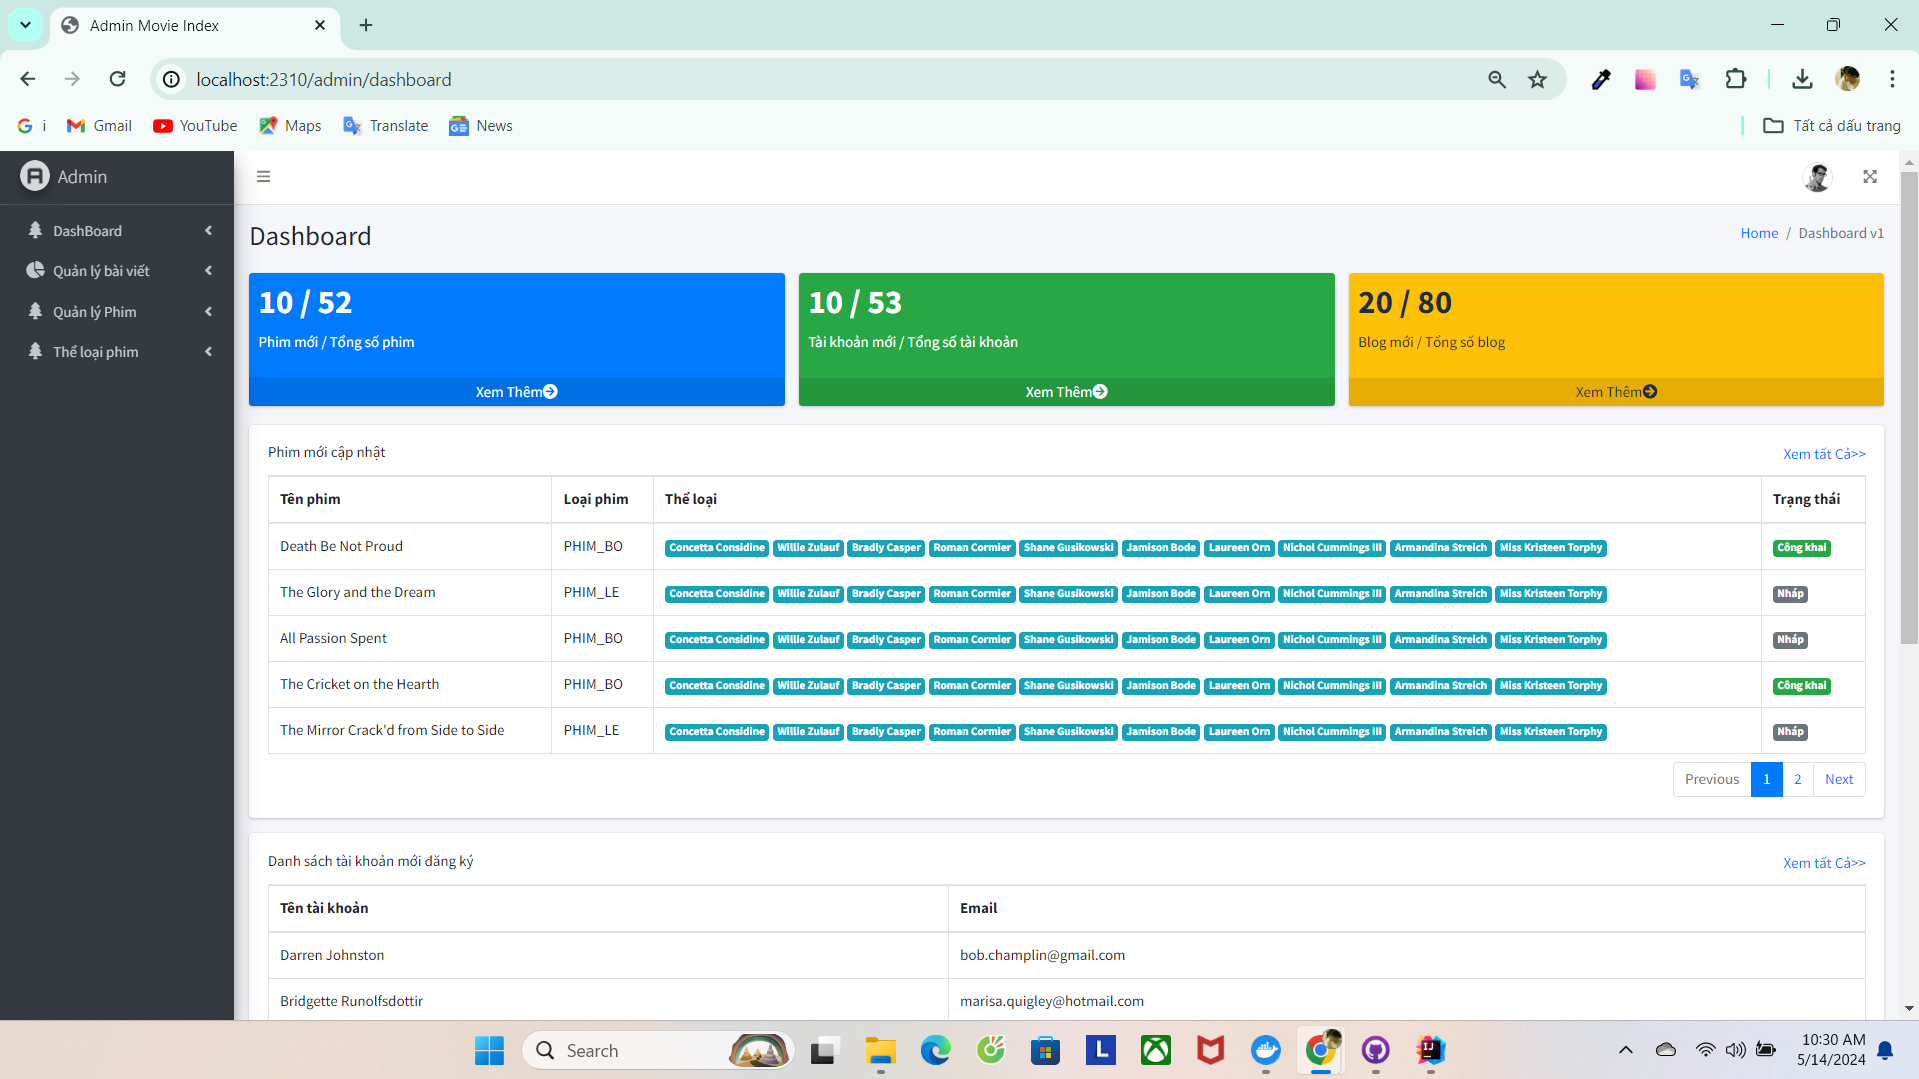 Admin Movie Index
localhost:2310/admin/dashboard
i Gmail YouTube Maps Translate News Tất cả dấu trang
Admin
DashBoard
Quản lý bài viết
Quản lý Phim
Thể loại phim
Dashboard
Home / Dashboard v1
10 / 52
Phim mới / Tổng số phim
Xem Thêm
10 / 53
Tài khoản mới / Tổng số tài khoản
Xem Thêm
20 / 80
Blog mới / Tổng số blog
Xem Thêm
Phim mới cập nhật Xem tất Cả>>
Tên phim Loại phim Thể loại Trạng thái
Death Be Not Proud PHIM_BO Concetta Considine Willie Zulauf Bradly Casper Roman Cormier Shane Gusikowski Jamison Bode Laureen Orn Nichol Cummings III Armandina Streich Miss Kristeen Torphy Công khai
The Glory and the Dream PHIM_LE Concetta Considine Willie Zulauf Bradly Casper Roman Cormier Shane Gusikowski Jamison Bode Laureen Orn Nichol Cummings III Armandina Streich Miss Kristeen Torphy Nháp
All Passion Spent PHIM_BO Concetta Considine Willie Zulauf Bradly Casper Roman Cormier Shane Gusikowski Jamison Bode Laureen Orn Nichol Cummings III Armandina Streich Miss Kristeen Torphy Nháp
The Cricket on the Hearth PHIM_BO Concetta Considine Willie Zulauf Bradly Casper Roman Cormier Shane Gusikowski Jamison Bode Laureen Orn Nichol Cummings III Armandina Streich Miss Kristeen Torphy Công khai
The Mirror Crack'd from Side to Side PHIM_LE Concetta Considine Willie Zulauf Bradly Casper Roman Cormier Shane Gusikowski Jamison Bode Laureen Orn Nichol Cummings III Armandina Streich Miss Kristeen Torphy Nháp
Previous 1 2 Next
Danh sách tài khoản mới đăng ký Xem tất Cả>>
Tên tài khoản Email
Darren Johnston bob.champlin@gmail.com
Bridgette Runolfsdottir marisa.quigley@hotmail.com
Search
10:30 AM
5/14/2024